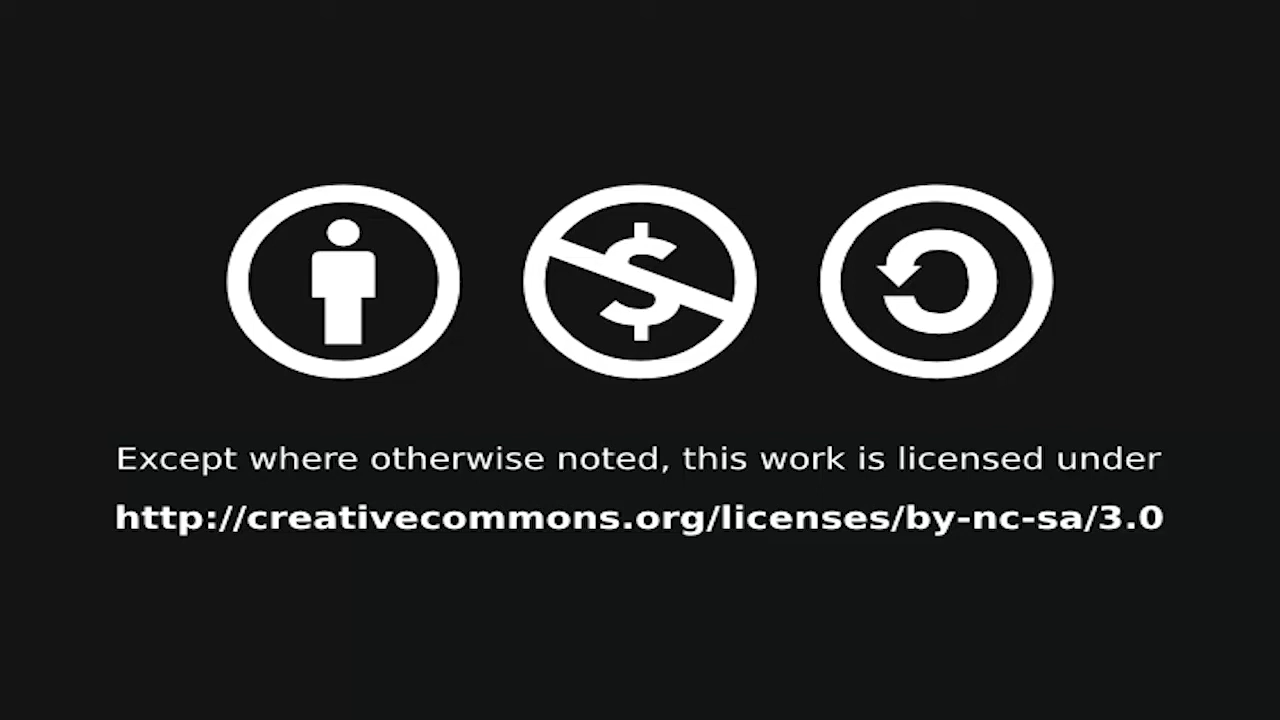 Except where otherwise noted, this work is licensed under
http://creativecommons.org/licenses/by-nc-sa/3.0